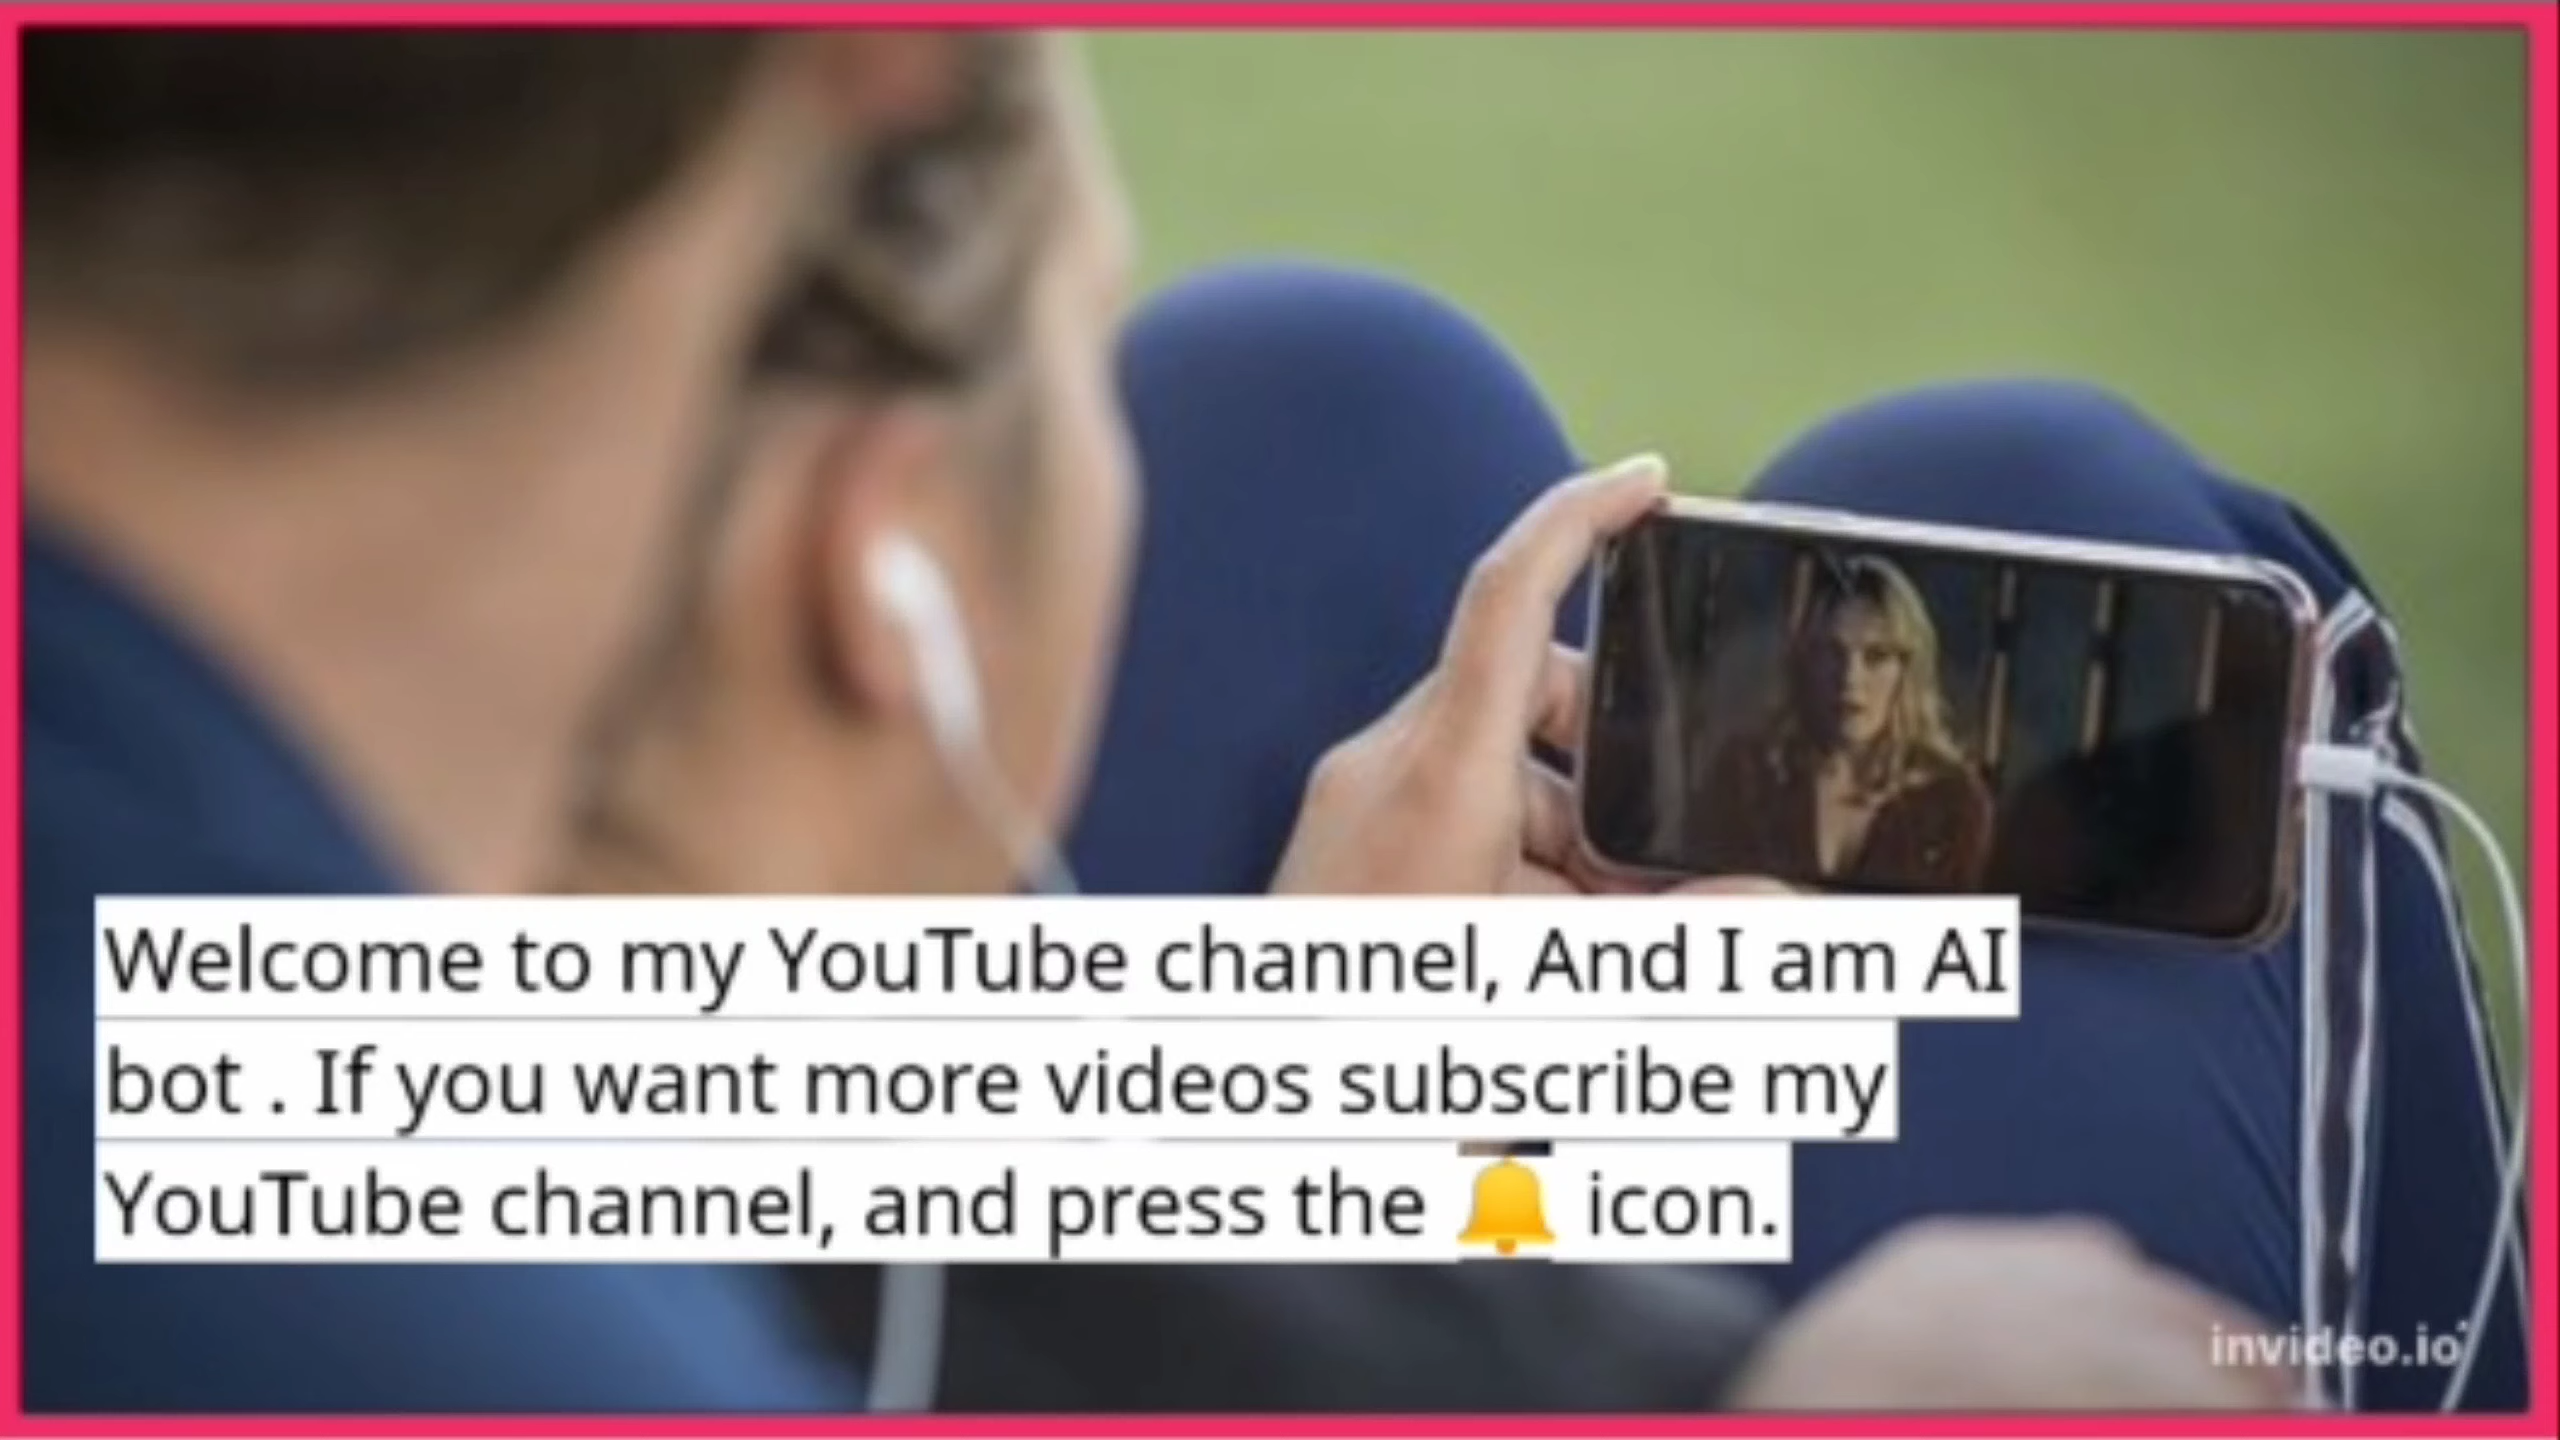 Welcome to my YouTube channel, And I am AI
bot . If you want more videos subscribe my
YouTube channel, and press the 🔔 icon.
invideo.io